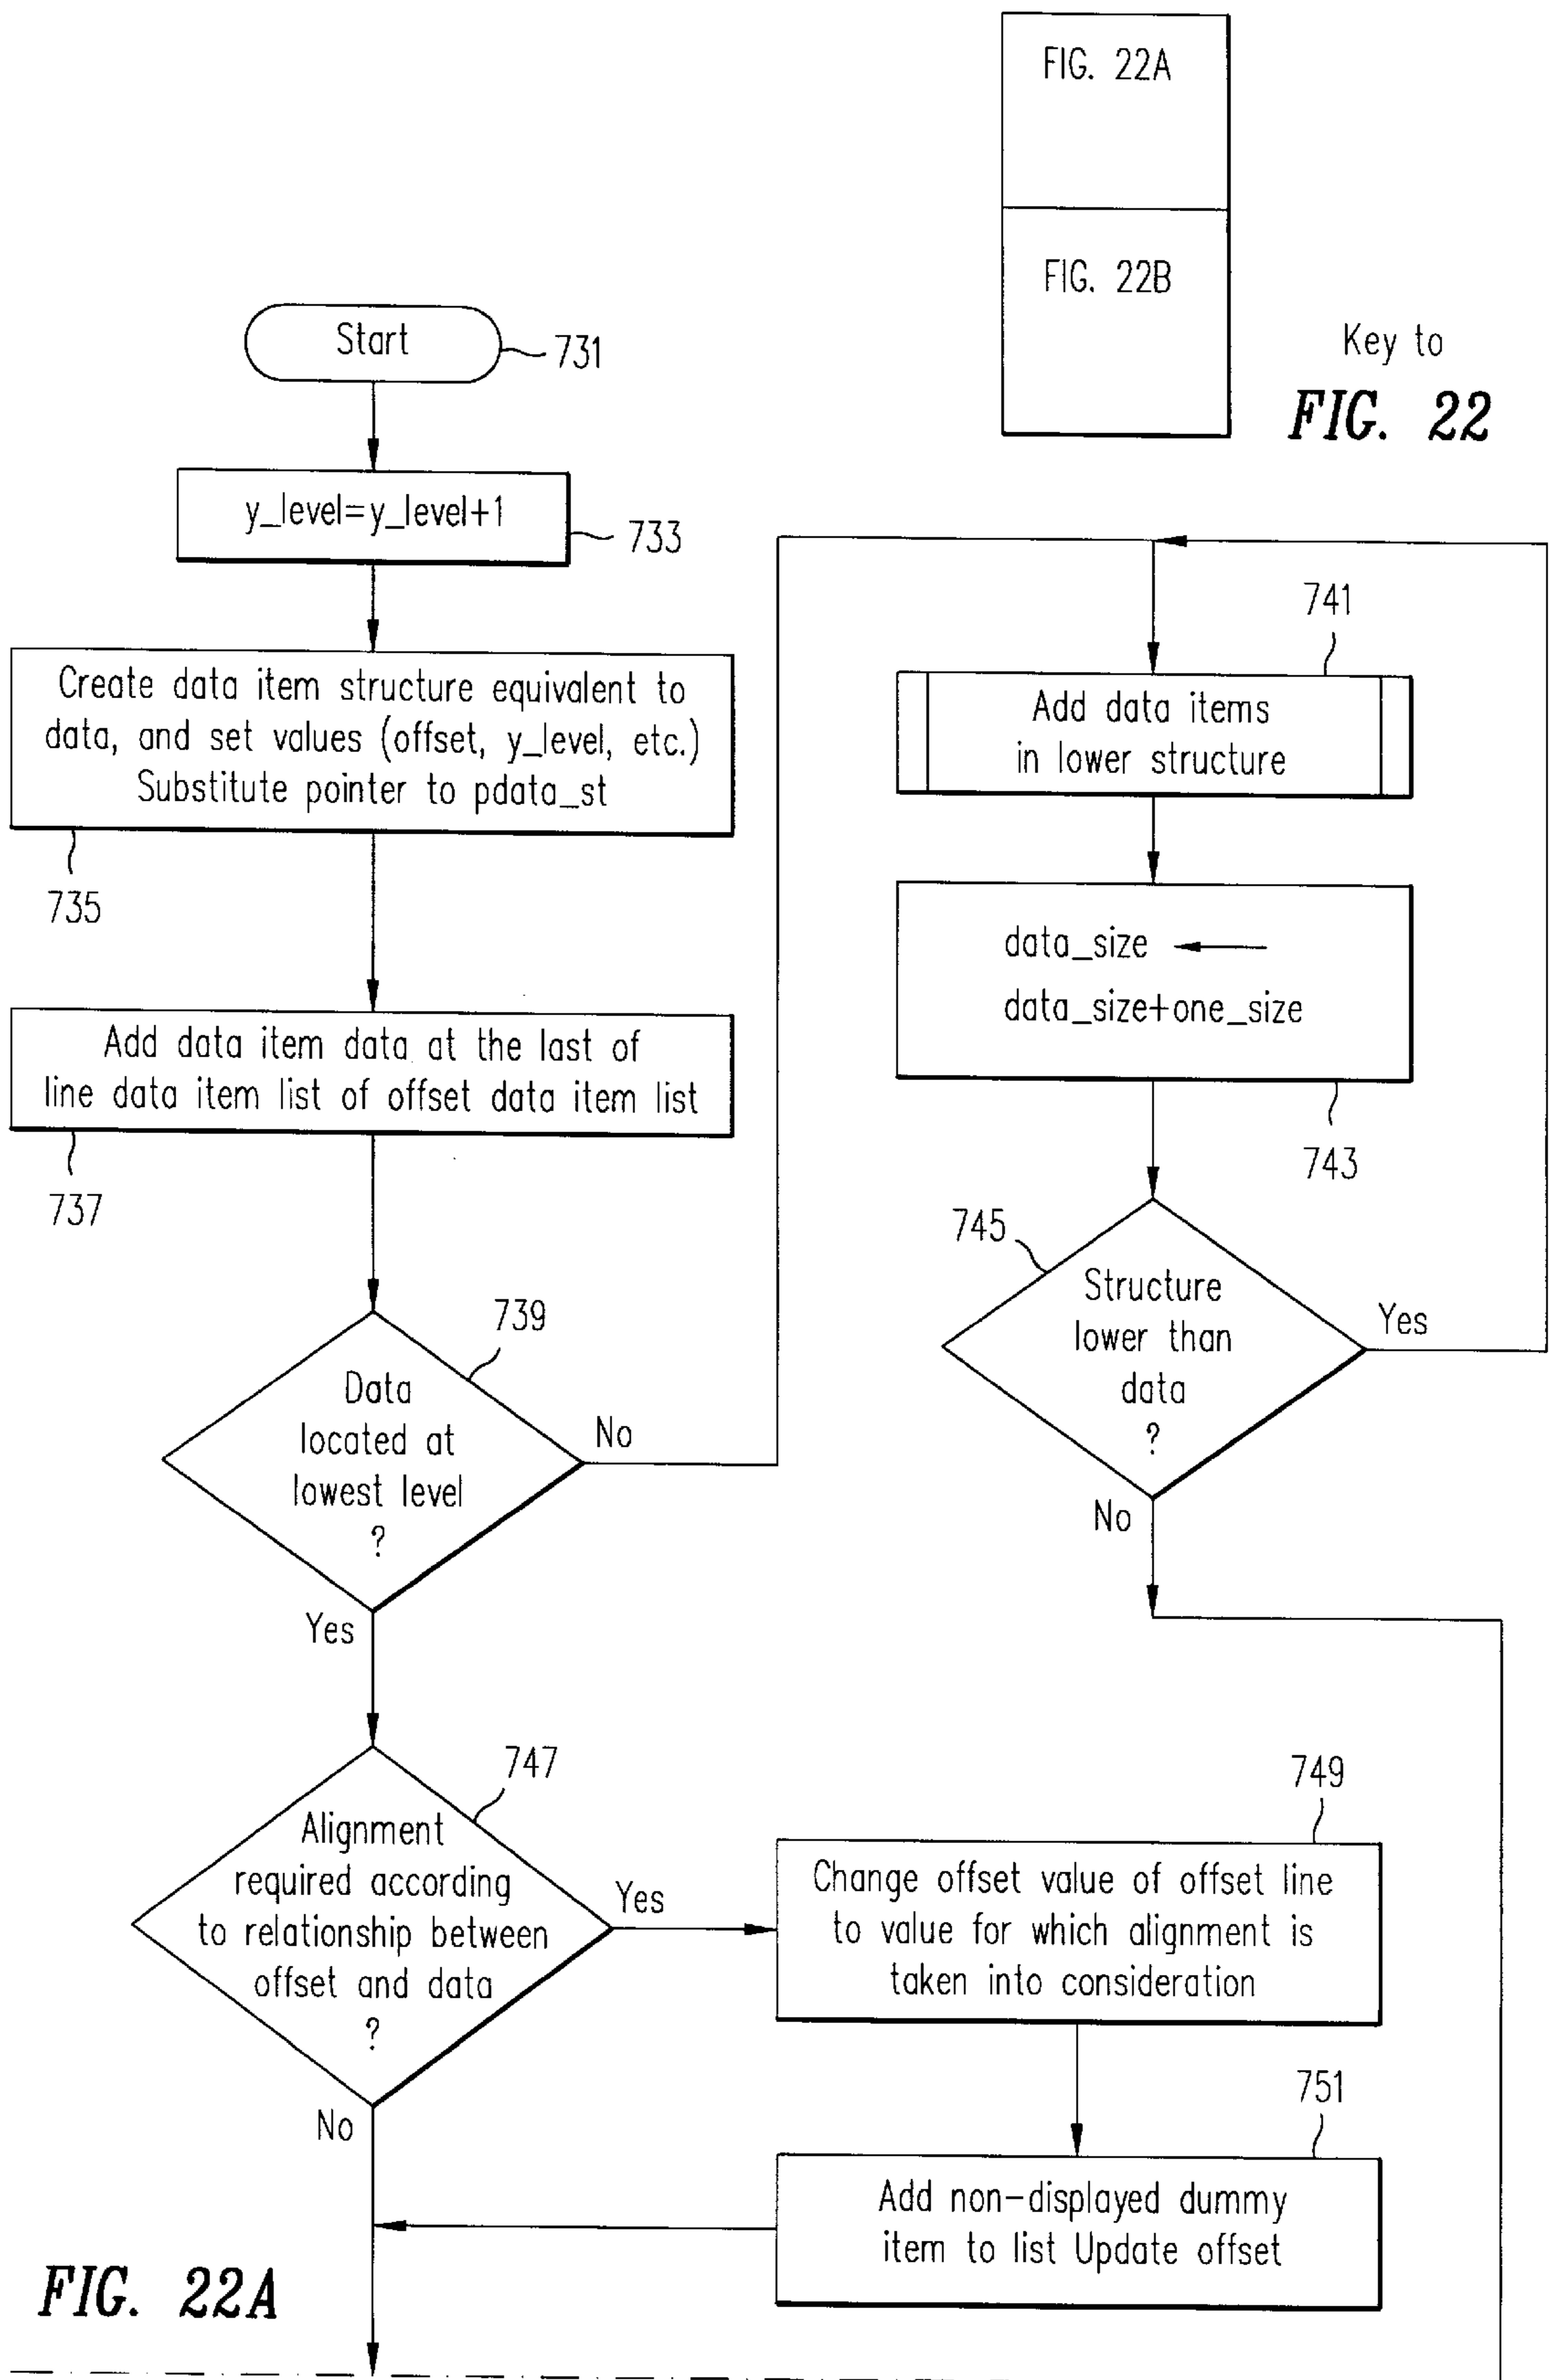 FIG. 22A
FIG. 22B
Key to
FIG. 22
Start
731
y_level=y_level+1
733
Create data item structure equivalent to
data, and set values (offset, y_level, etc.)
Substitute pointer to pdata_st
735
Add data item data at the last of
line data item list of offset data item list
737
739
Data
located at
lowest level
?
No
Yes
741
Add data items
in lower structure
data_size ←
data_size+one_size
743
745
Structure
lower than
data
?
Yes
No
747
Alignment
required according
to relationship between
offset and data
?
Yes
No
749
Change offset value of offset line
to value for which alignment is
taken into consideration
751
Add non-displayed dummy
item to list Update offset
FIG. 22A